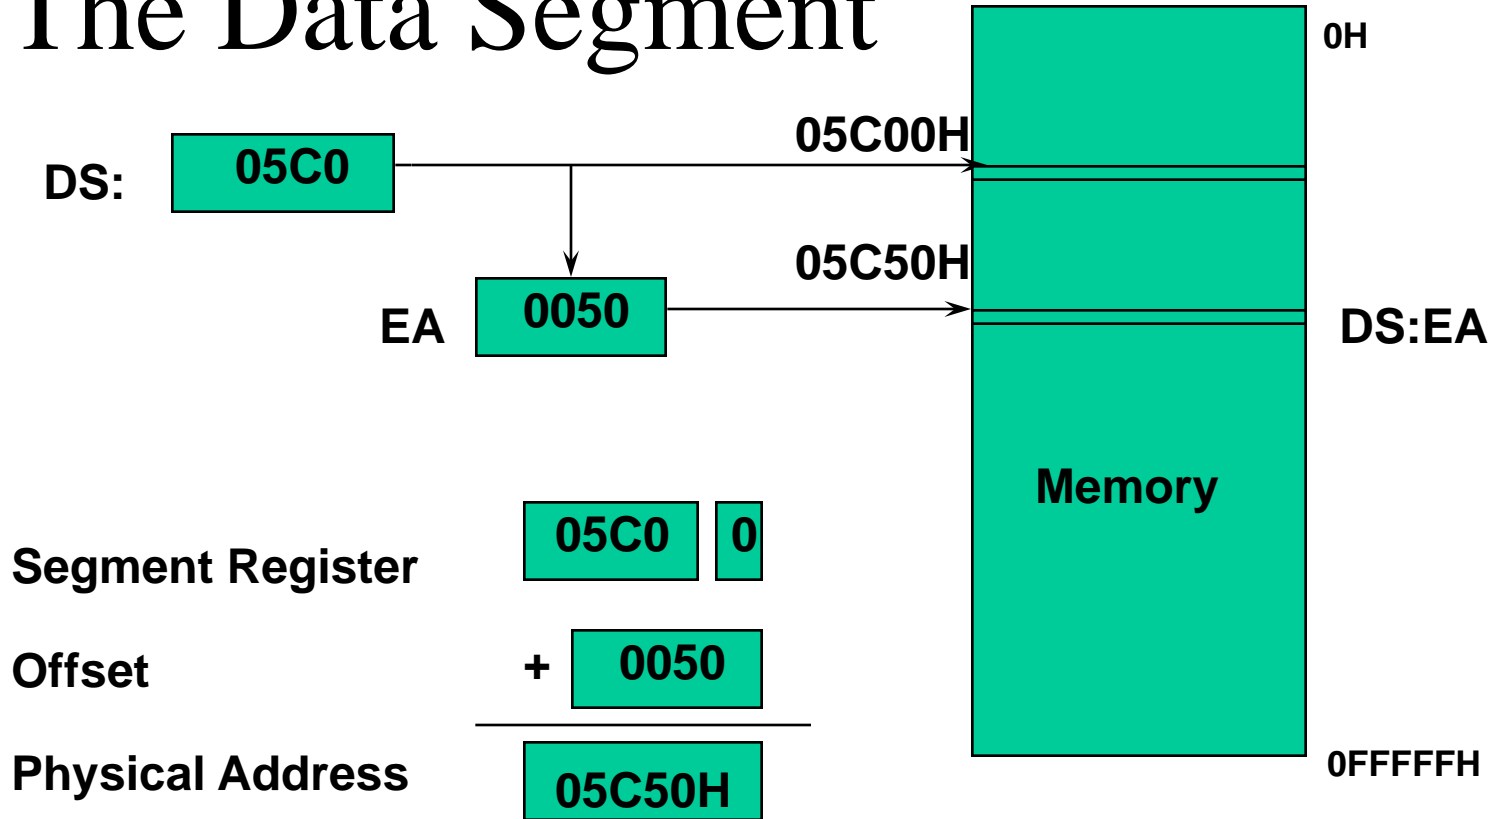 The Data Segment
0H
05C00H
DS: 05C0
05C50H
EA 0050
DS:EA
Memory
Segment Register 05C0 0
Offset + 0050
Physical Address 05C50H
0FFFFFH